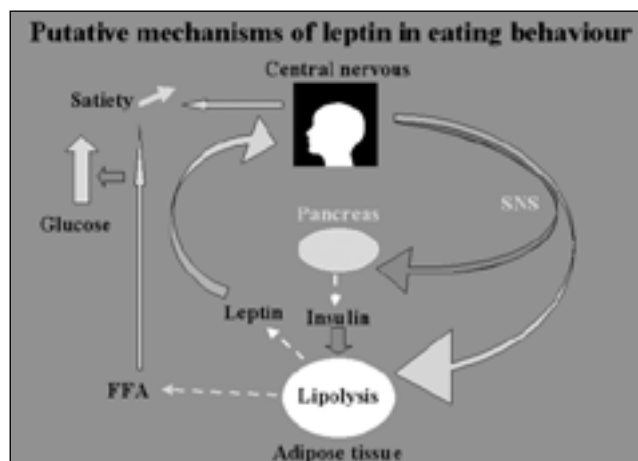 Putative mechanisms of leptin in eating behaviour
Central nervous
Satiety
Glucose
Pancreas
SNS
Leptin
Insulin
FFA
Lipolysis
Adipose tissue